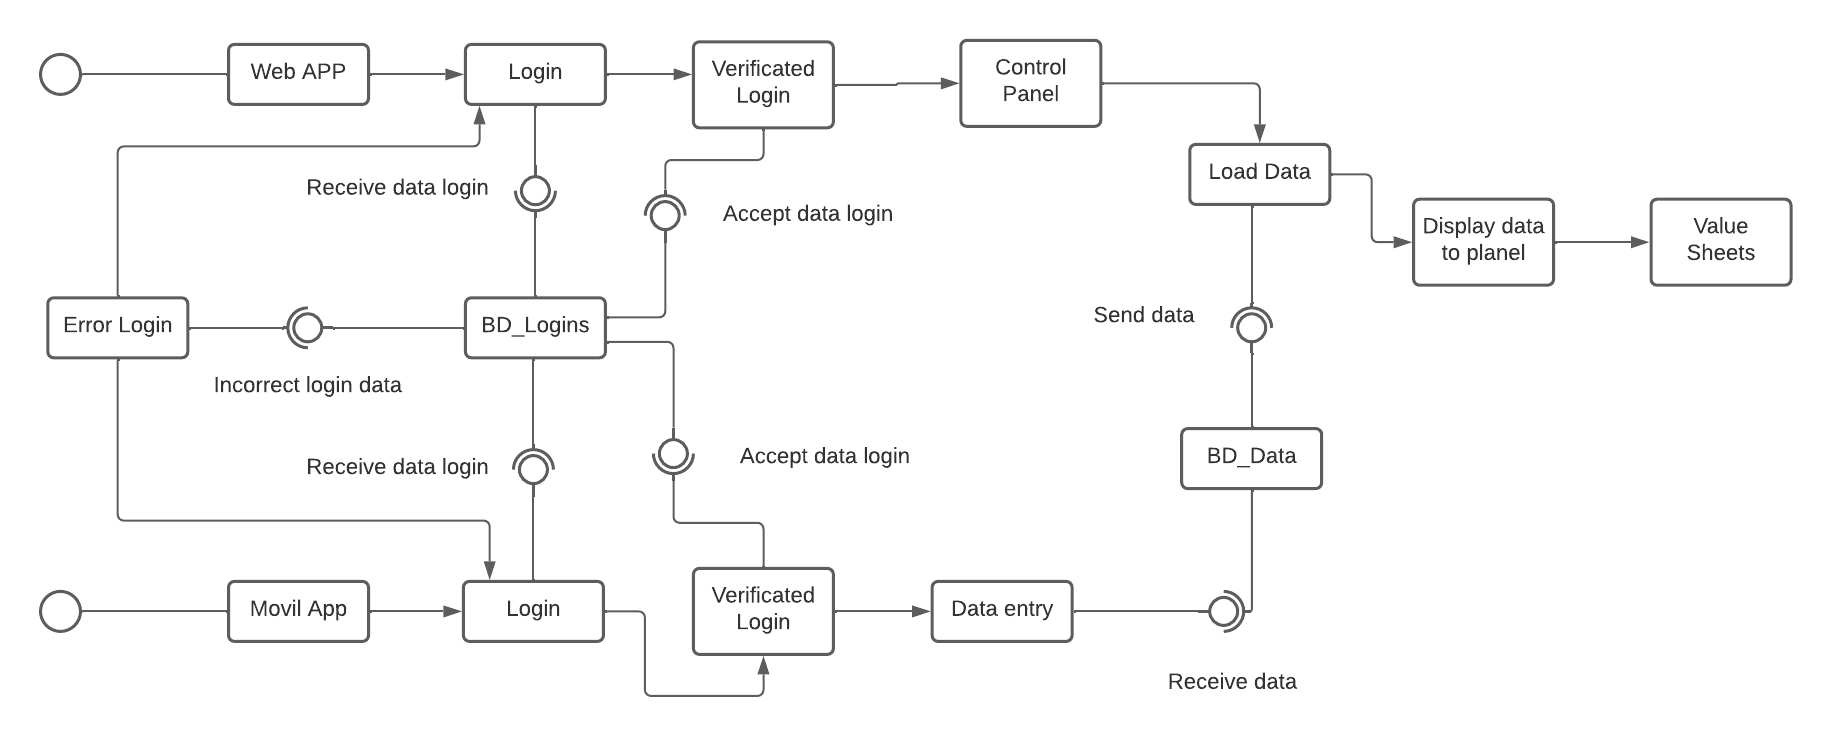 Web APP
Login
Verificated
Login
Control
Panel
Receive data login
Accept data login
Load Data
Display data
to planel
Value
Sheets
Error Login
BD_Logins
Send data
Incorrect login data
Receive data login
Accept data login
BD_Data
Movil App
Login
Verificated
Login
Data entry
Receive data